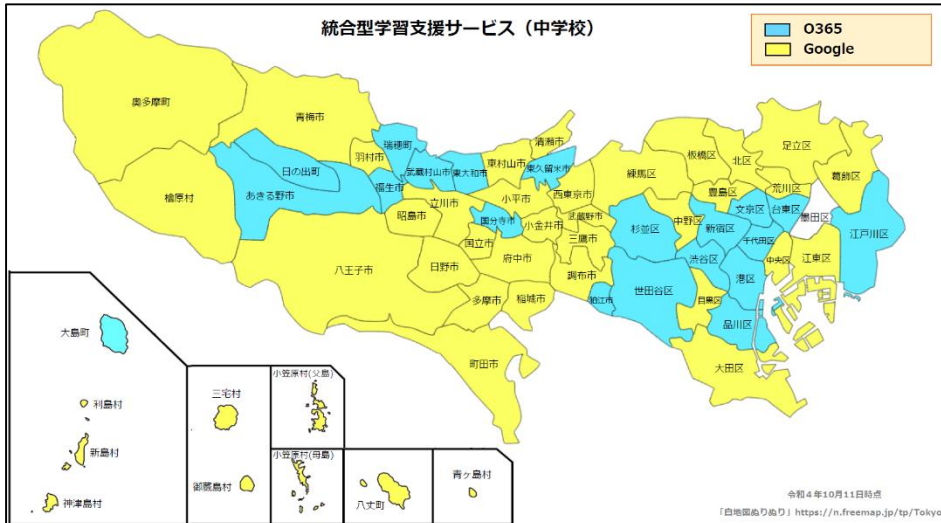 統合型学習支援サービス（中学校）
O365
Google
奥多摩町
青梅市
瑞穂町
羽村市
日の出町
あきる野市
檜原村
福生市
武蔵村山市
東大和市
東村山市
清瀬市
東久留米市
立川市
昭島市
小平市
西東京市
国分寺市
小金井市
武蔵野市
三鷹市
国立市
府中市
調布市
八王子市
日野市
多摩市
稲城市
狛江市
町田市
練馬区
板橋区
北区
足立区
葛飾区
豊島区
荒川区
中野区
杉並区
新宿区
文京区
台東区
墨田区
江戸川区
千代田区
渋谷区
中央区
江東区
港区
世田谷区
目黒区
品川区
大田区
大島町
利島村
新島村
神津島村
三宅村
御蔵島村
小笠原村(父島)
小笠原村(母島)
八丈町
青ヶ島村
令和４年10月11日時点
「白地図ぬりぬり」https://n.freemap.jp/tp/Tokyo